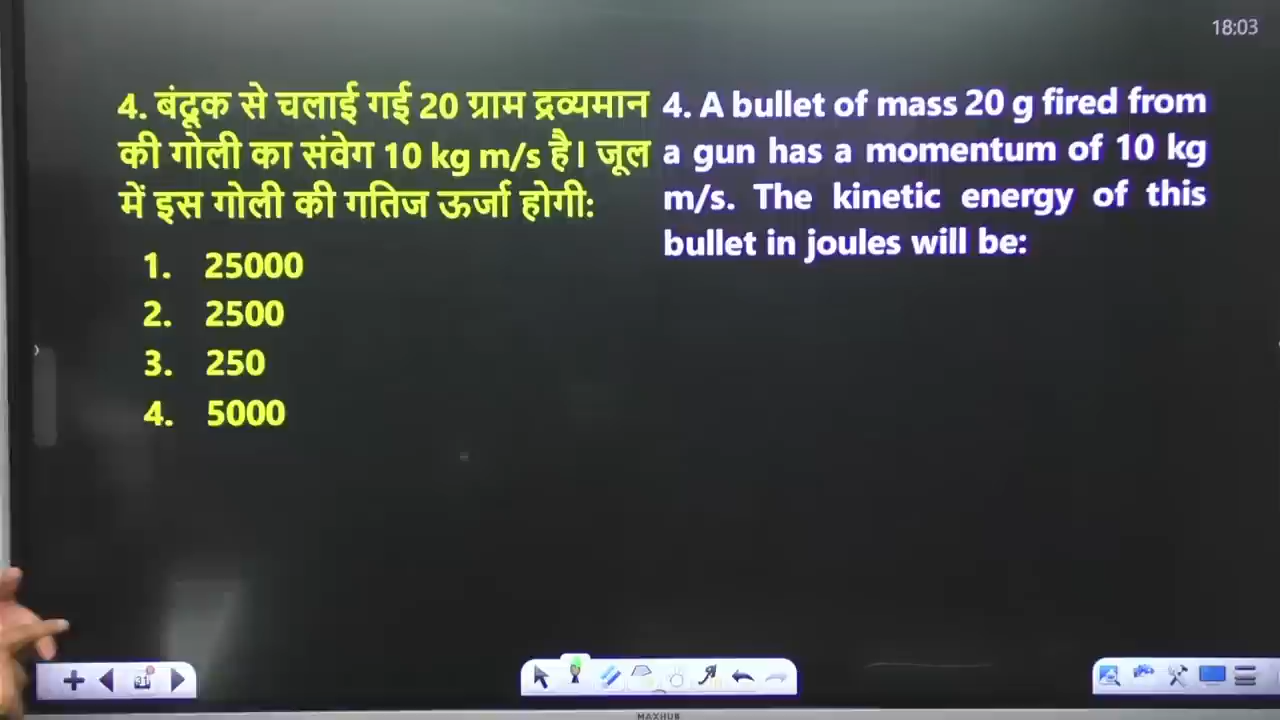 18:03
4. बंदूक से चलाई गई 20 ग्राम द्रव्यमान
की गोली का संवेग 10 kg m/s है। जूल
में इस गोली की गतिज ऊर्जा होगी:
1. 25000
2. 2500
3. 250
4. 5000
4. A bullet of mass 20 g fired from
a gun has a momentum of 10 kg
m/s. The kinetic energy of this
bullet in joules will be:
MAXHUB